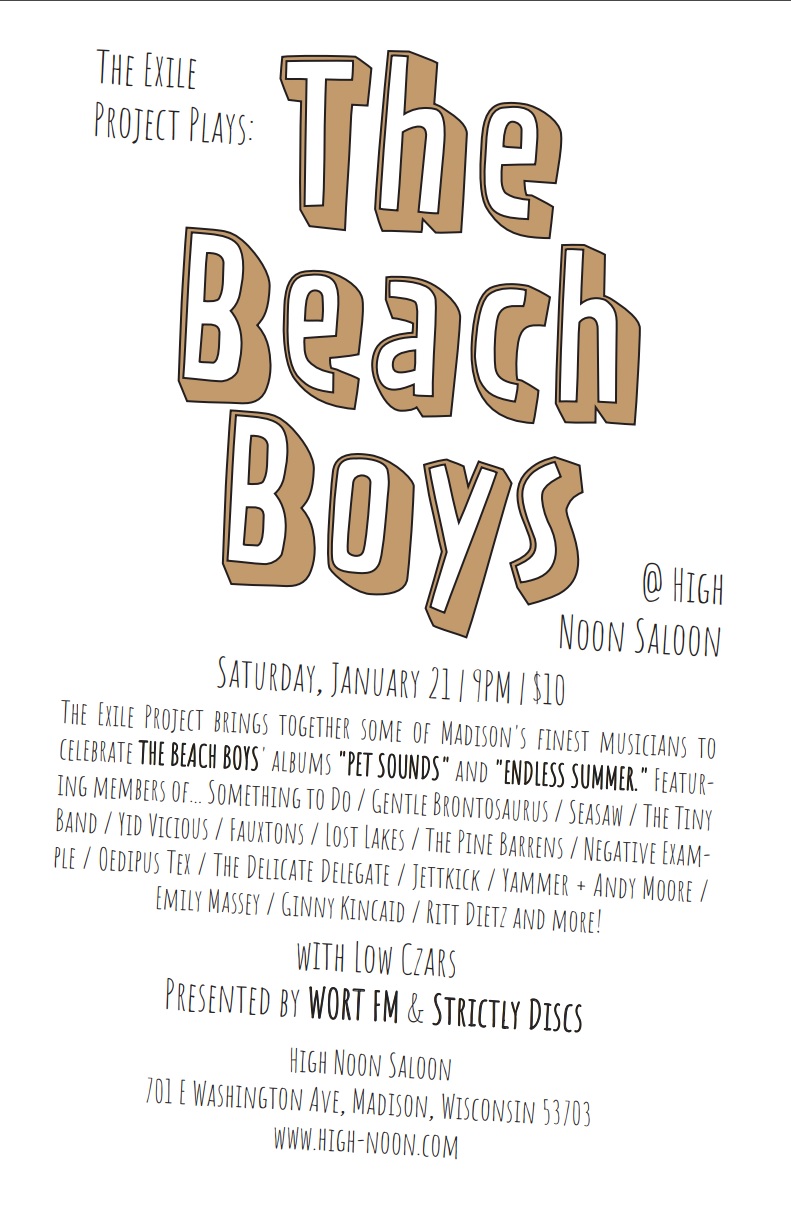 The Exile
Project Plays:
The
Beach
Boys
@ High
Noon Saloon
Saturday, January 21 | 9PM | $10
The Exile Project brings together some of Madison's finest musicians to
celebrate THE BEACH BOYS' albums "PET SOUNDS" and "ENDLESS SUMMER." Featur-
ing members of... Something to Do / Gentle Brontosaurus / Seasaw / The Tiny
Band / Yid Vicious / Fauxtons / Lost Lakes / The Pine Barrens / Negative Exam-
ple / Oedipus Tex / The Delicate Delegate / Jettkick / Yammer + Andy Moore /
Emily Massey / Ginny Kincaid / Ritt Dietz and more!
with Low Czars
Presented by WORT FM & Strictly Discs
High Noon Saloon
701 E Washington Ave, Madison, Wisconsin 53703
www.high-noon.com